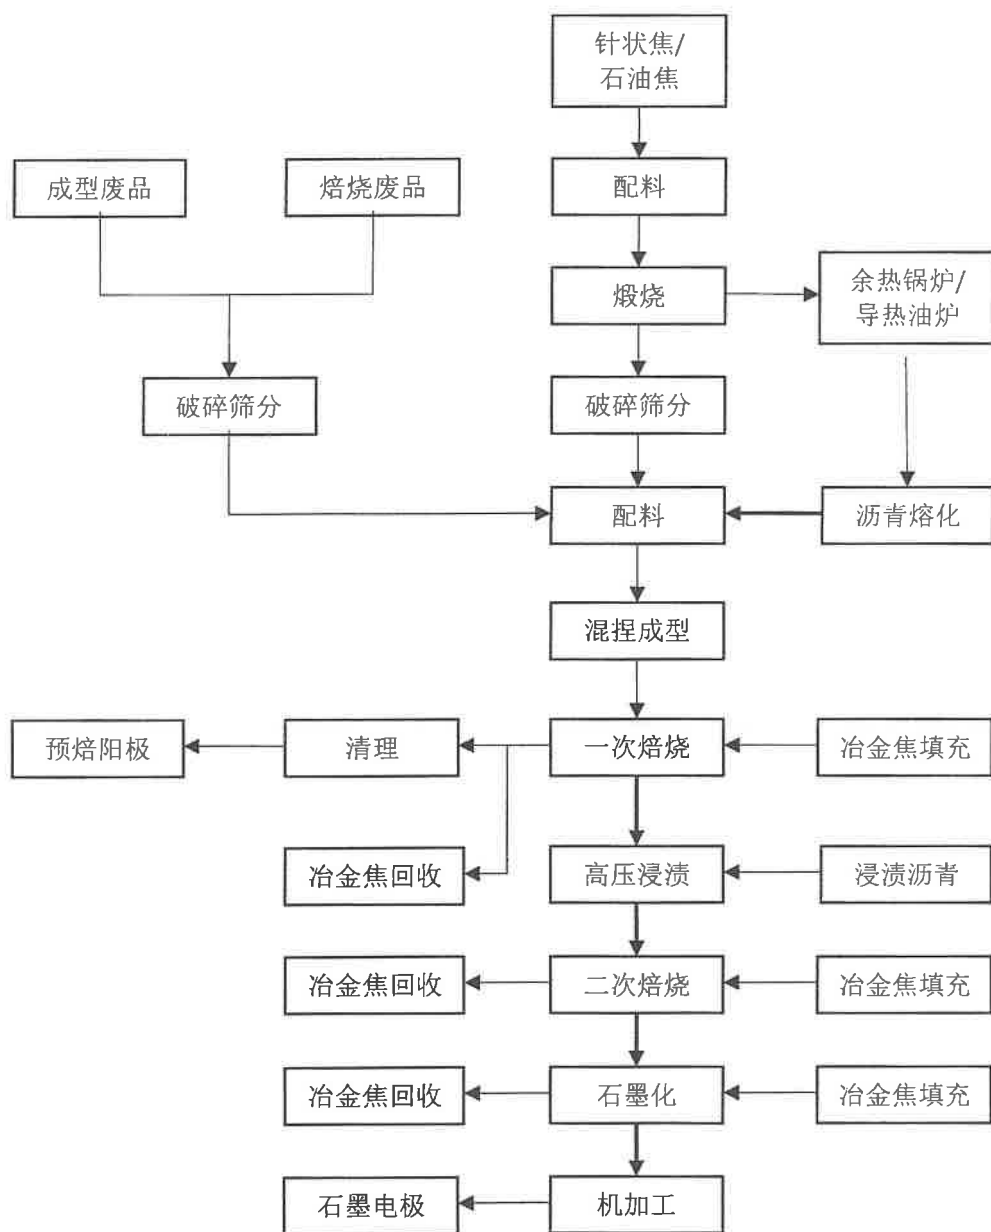 针状焦/
石油焦
成型废品
焙烧废品
配料
煅烧
余热锅炉/
导热油炉
破碎筛分
破碎筛分
配料
沥青熔化
混捏成型
预焙阳极
清理
一次焙烧
冶金焦填充
冶金焦回收
高压浸渍
浸渍沥青
冶金焦回收
二次焙烧
冶金焦填充
冶金焦回收
石墨化
冶金焦填充
石墨电极
机加工